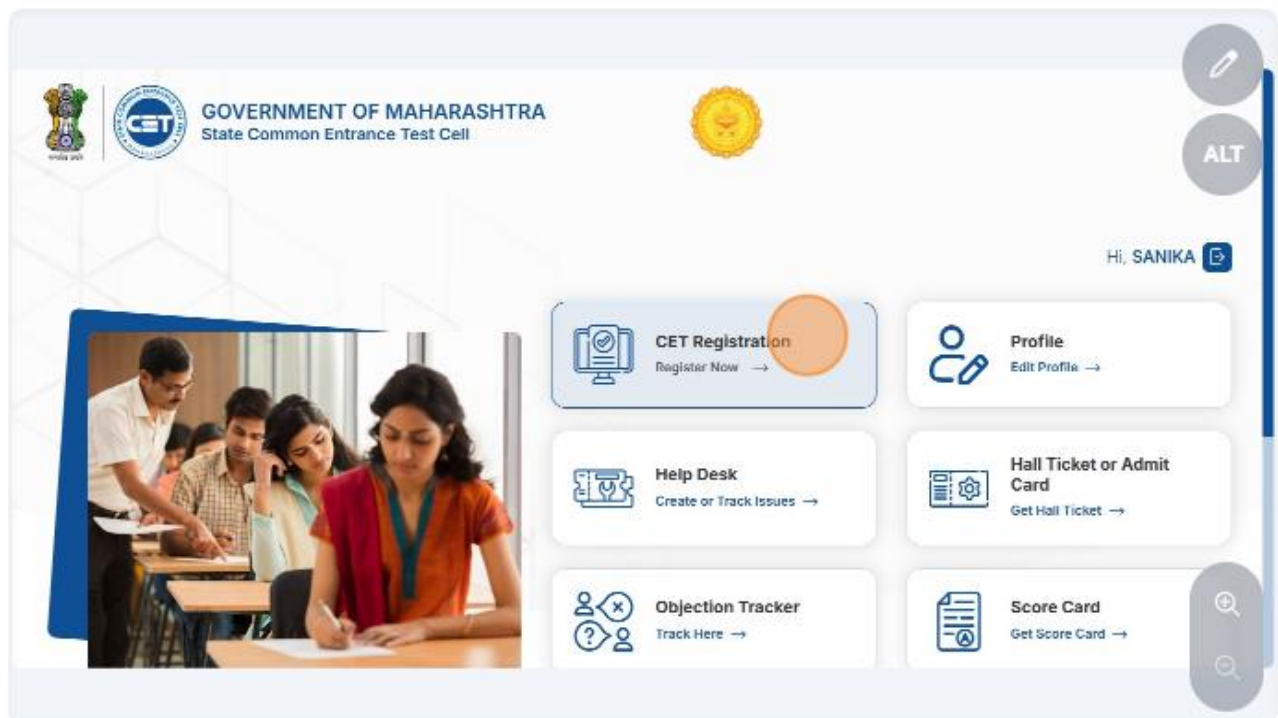 GOVERNMENT OF MAHARASHTRA
State Common Entrance Test Cell
CET
ALT
Hi, SANIKA
CET Registration
Register Now →
Profile
Edit Profile →
Help Desk
Create or Track Issues →
Hall Ticket or Admit
Card
Get Hall Ticket →
Objection Tracker
Track Here →
Score Card
Get Score Card →